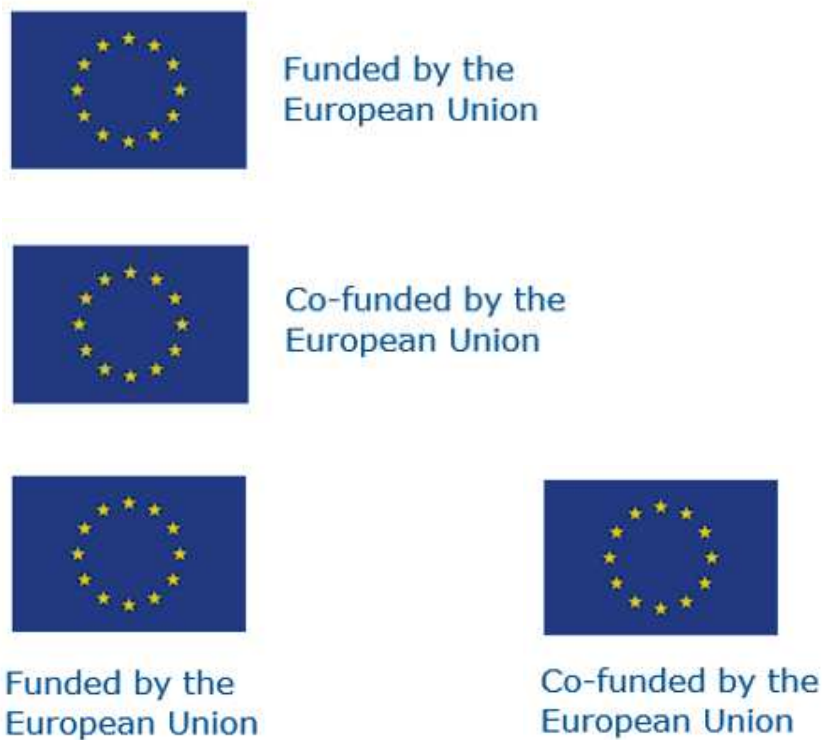 Funded by the
European Union
Co-funded by the
European Union
Funded by the
European Union
Co-funded by the
European Union